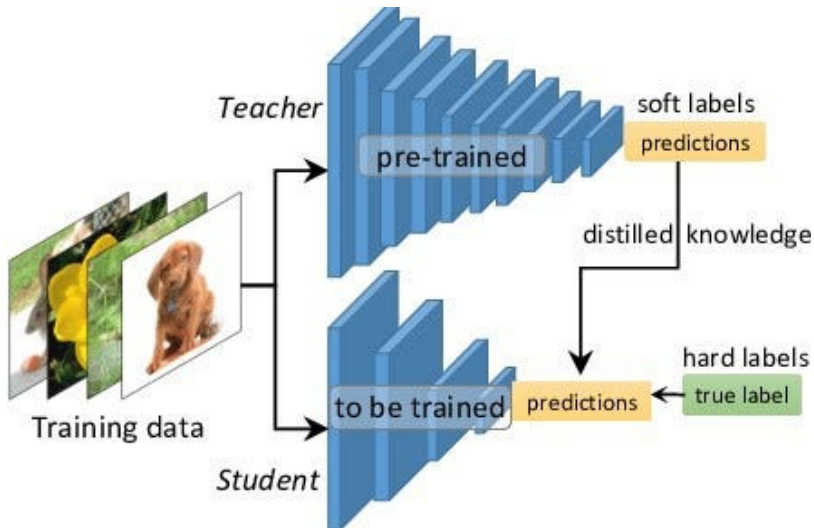 Teacher
pre-trained
soft labels
predictions
distilled knowledge
Training data
to be trained
predictions
hard labels
true label
Student